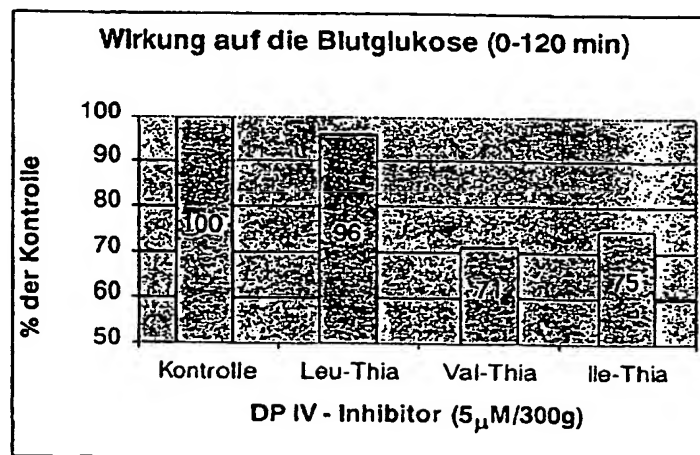 Wirkung auf die Blutglukose (0-120 min)
% der Kontrolle
100
90
80
70
60
50
100
96
71
75
Kontrolle Leu-Thia Val-Thia Ile-Thia
DP IV - Inhibitor (5µM/300g)